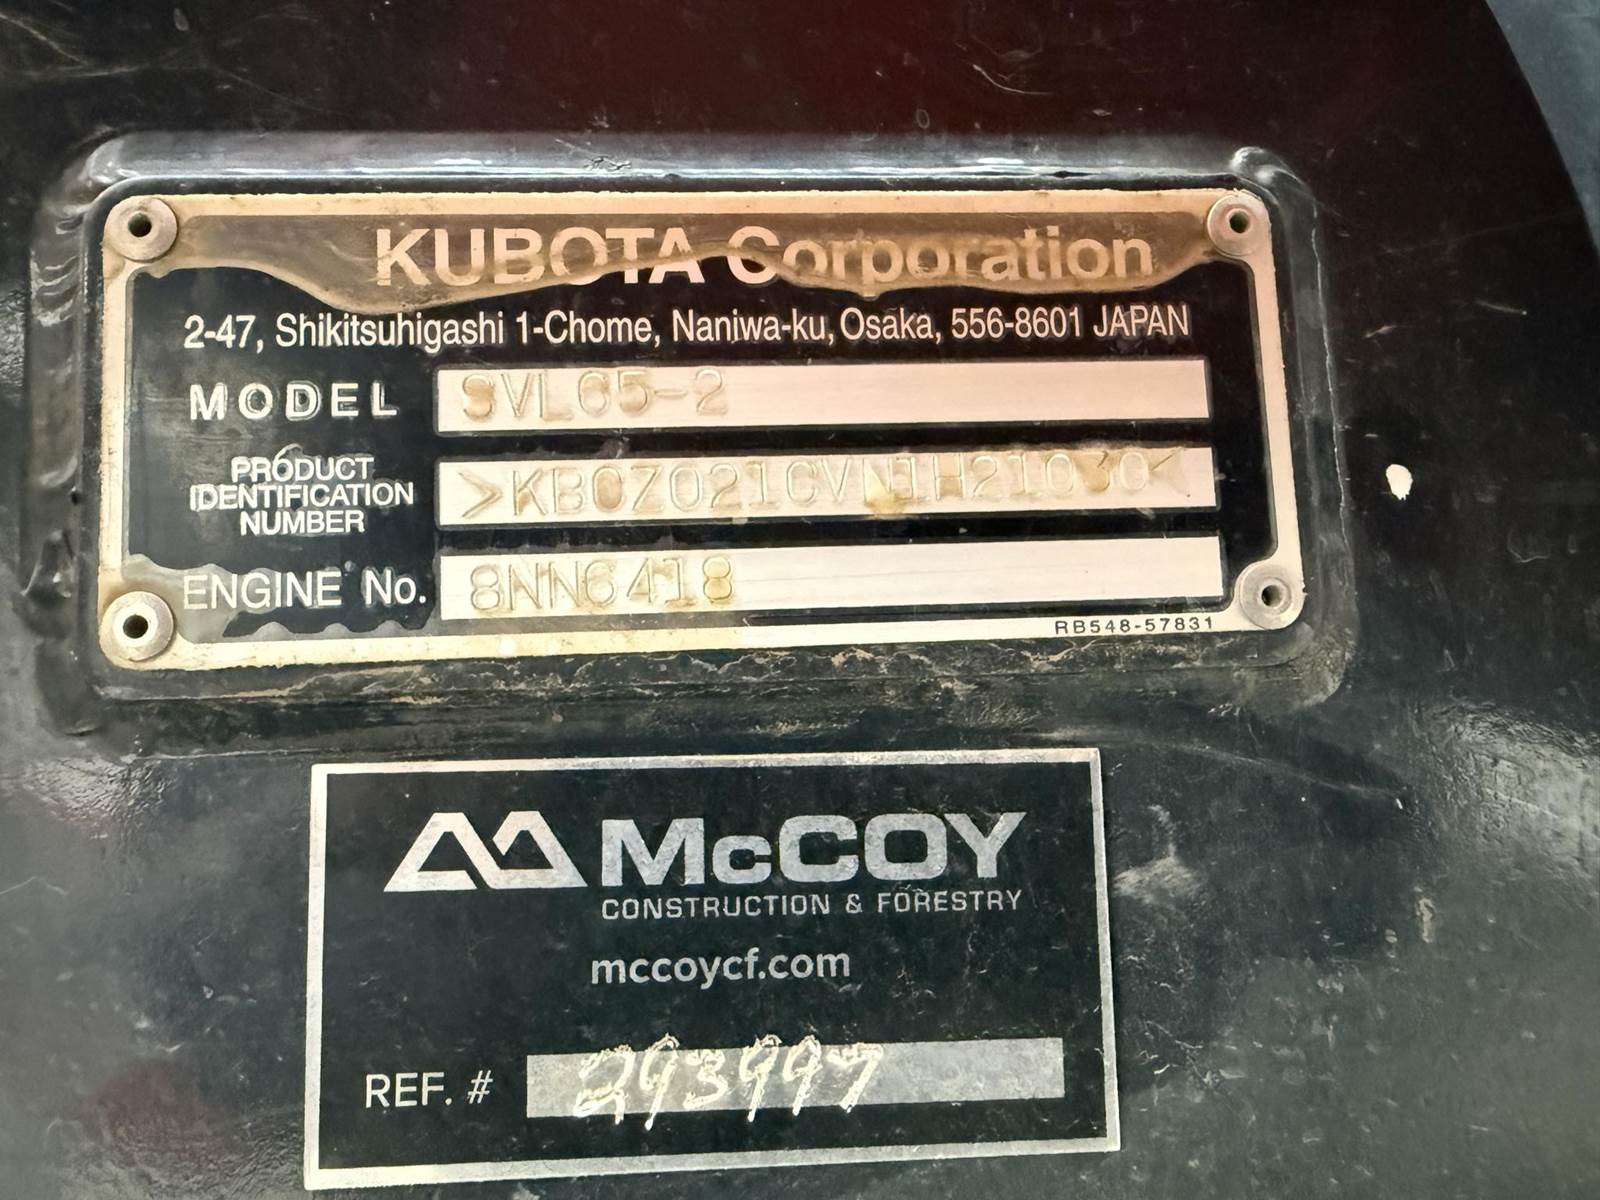 KUBOTA Corporation
2-47, Shikitsuhigashi 1-Chome, Naniwa-ku, Osaka, 556-8601 JAPAN
MODEL SVL65-2
PRODUCT
IDENTIFICATION
NUMBER
>KBCZ021CVN1H21030<
ENGINE No. 8NN6418
RB548-57831
McCOY
CONSTRUCTION & FORESTRY
mccoycf.com
REF. # 293997